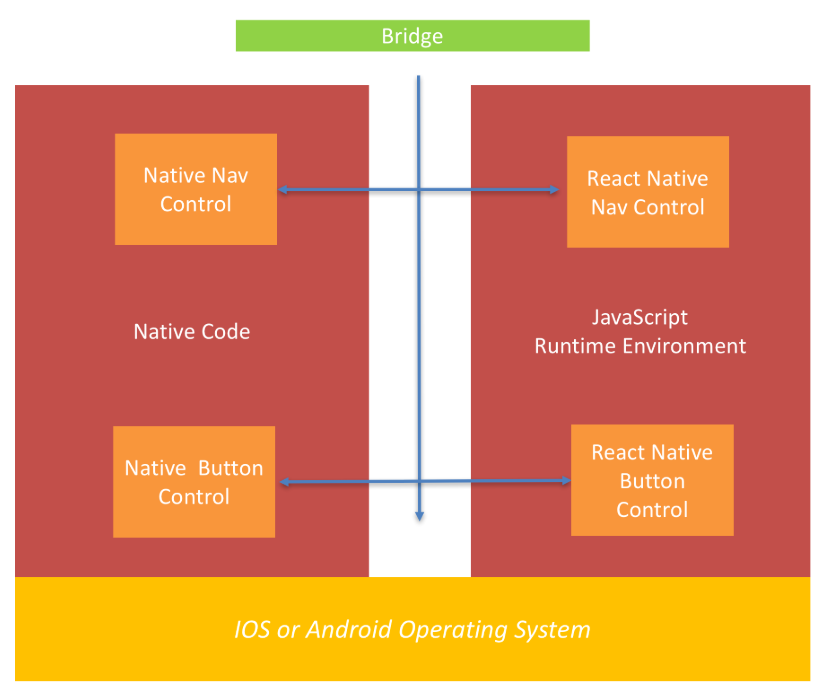 Bridge
Native Nav
Control
React Native
Nav Control
Native Code
JavaScript
Runtime Environment
Native Button
Control
React Native
Button
Control
IOS or Android Operating System